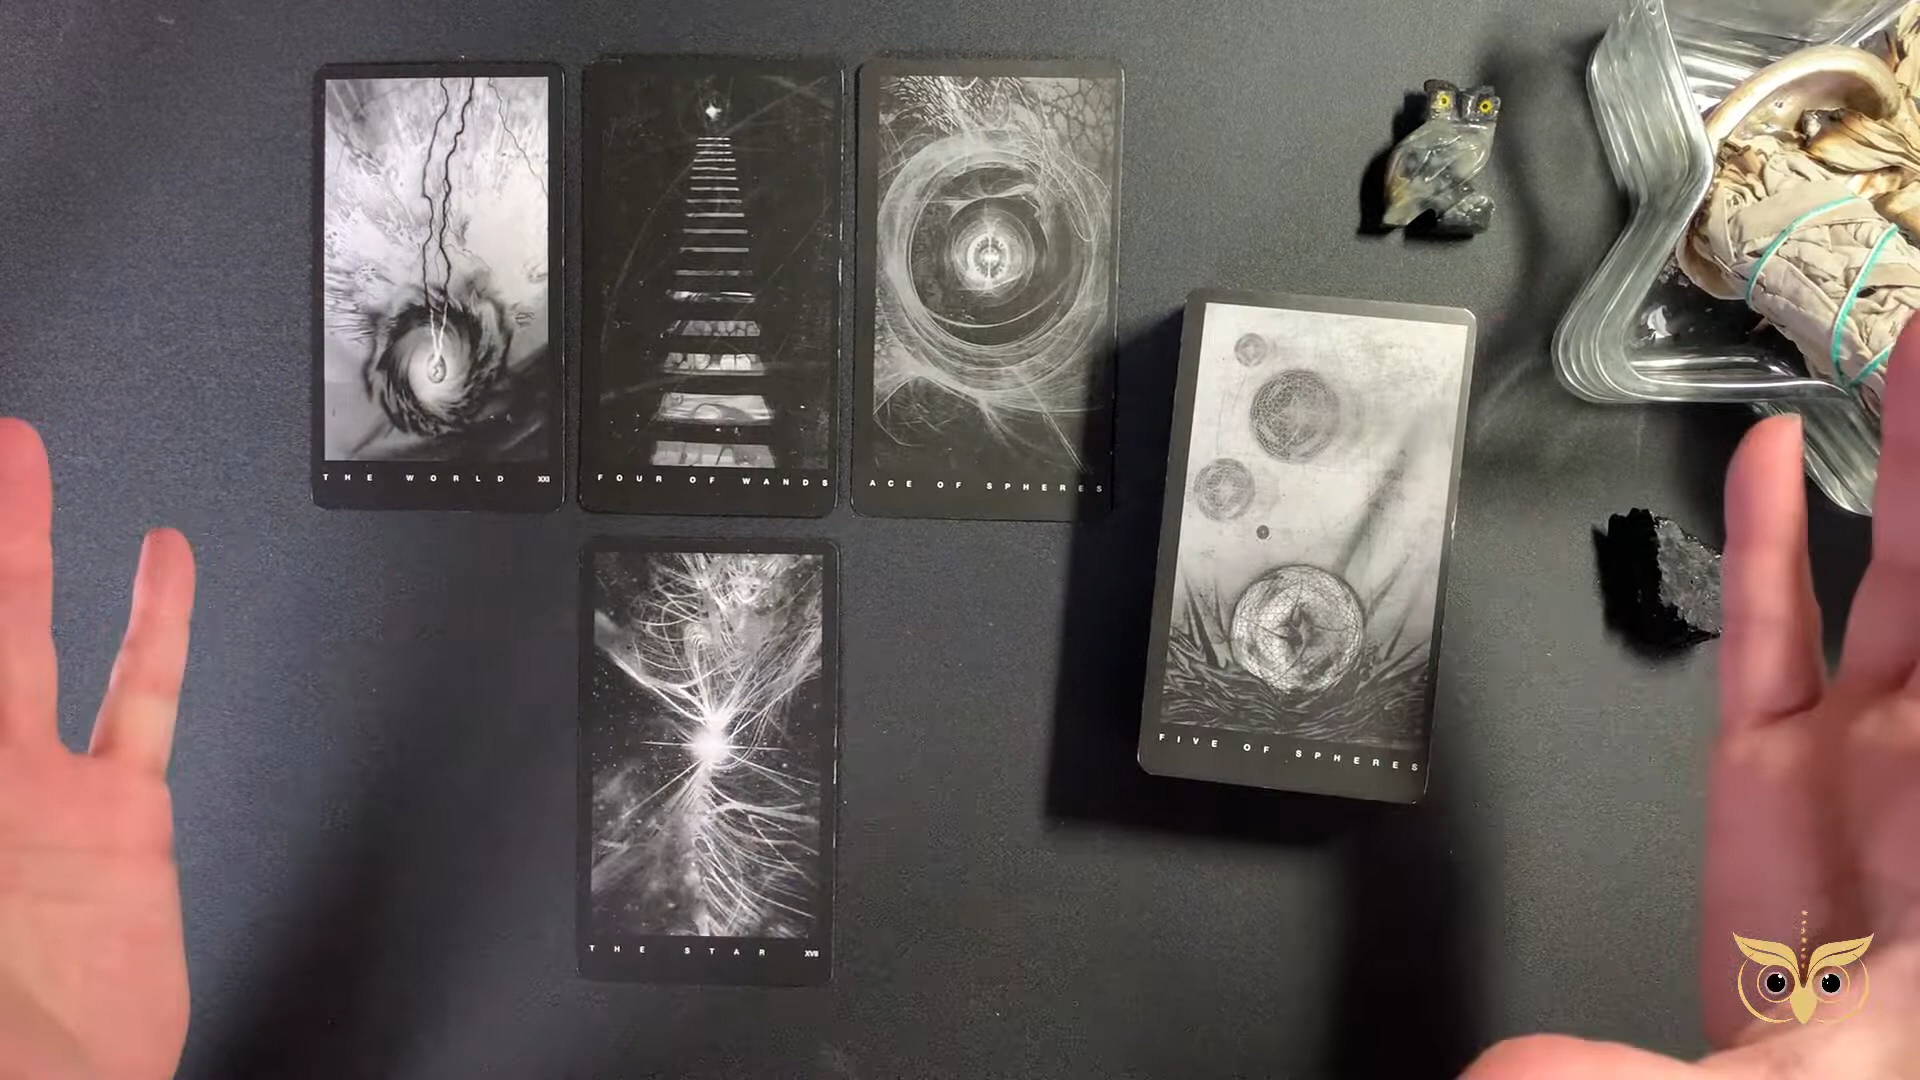 THE WORLD XXI
FOUR OF WANDS
ACE OF SPHERES
FIVE OF SPHERES
THE STAR XVII